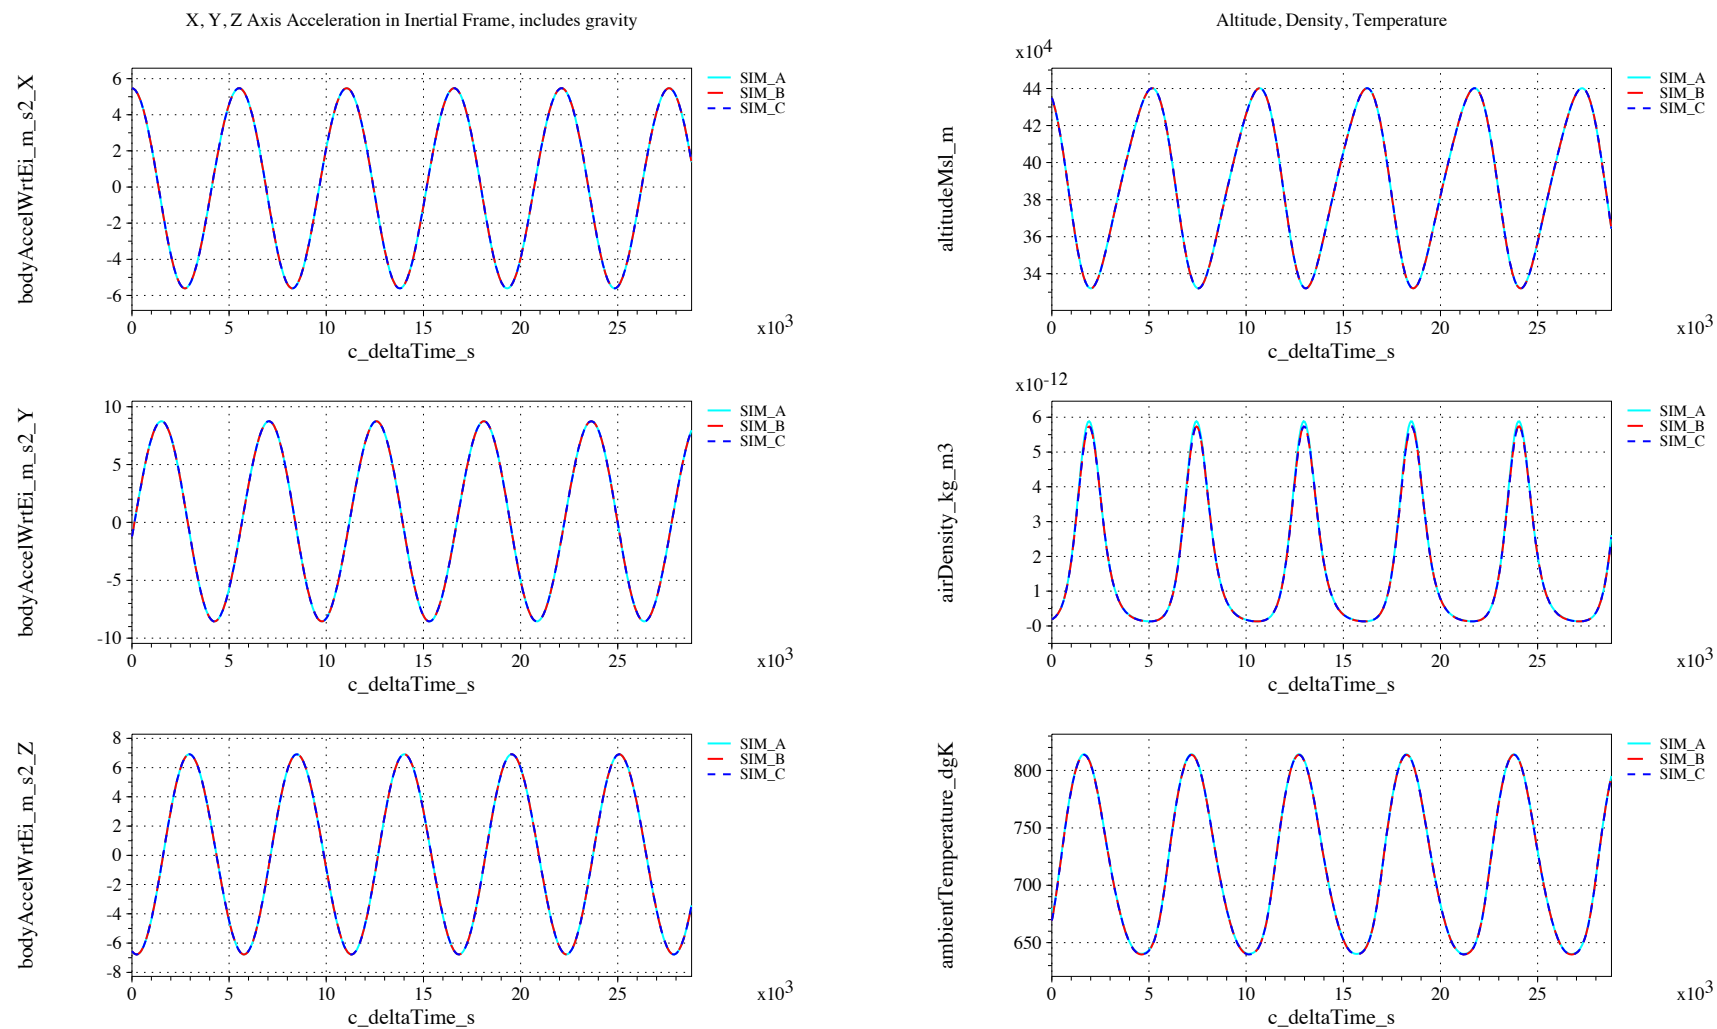 X, Y, Z Axis Acceleration in Inertial Frame, includes gravity
bodyAccelWrtEi_m_s2_X
6
4
2
0
-2
-4
-6
0 5 10 15 20 25 x10^3
c_deltaTime_s
SIM_A
SIM_B
SIM_C
bodyAccelWrtEi_m_s2_Y
10
5
0
-5
-10
0 5 10 15 20 25 x10^3
c_deltaTime_s
SIM_A
SIM_B
SIM_C
bodyAccelWrtEi_m_s2_Z
8
6
4
2
0
-2
-4
-6
-8
0 5 10 15 20 25 x10^3
c_deltaTime_s
SIM_A
SIM_B
SIM_C
Altitude, Density, Temperature
x10^4
altitudeMsl_m
44
42
40
38
36
34
0 5 10 15 20 25 x10^3
c_deltaTime_s
SIM_A
SIM_B
SIM_C
x10^-12
airDensity_kg_m3
6
5
4
3
2
1
-0
0 5 10 15 20 25 x10^3
c_deltaTime_s
SIM_A
SIM_B
SIM_C
ambientTemperature_dgK
800
750
700
650
0 5 10 15 20 25 x10^3
c_deltaTime_s
SIM_A
SIM_B
SIM_C